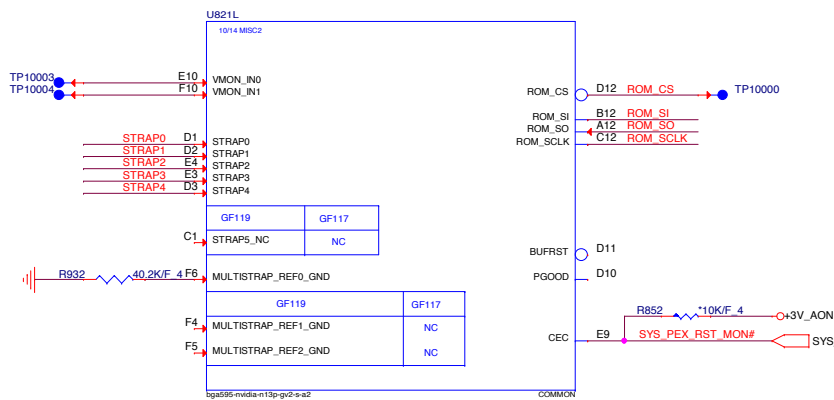 U821L
10/14 MISC2
TP10003 E10 VMON_IN0
TP10004 F10 VMON_IN1
ROM_CS D12 ROM_CS TP10000
ROM_SI B12 ROM_SI
ROM_SO A12 ROM_SO
ROM_SCLK C12 ROM_SCLK
STRAP0 D1 STRAP0
STRAP1 D2 STRAP1
STRAP2 E4 STRAP2
STRAP3 E3 STRAP3
STRAP4 D3 STRAP4
GF119 GF117
C1 STRAP5_NC NC
BUFRST D11
PGOOD D10
R932 40.2K/F_4 F6 MULTISTRAP_REF0_GND
GF119 GF117
F4 MULTISTRAP_REF1_GND NC
F5 MULTISTRAP_REF2_GND NC
R852 *10K/F_4 +3V_AON
CEC E9 SYS_PEX_RST_MON# SYS
bga595-nvidia-n13p-gv2-s-a2 COMMON